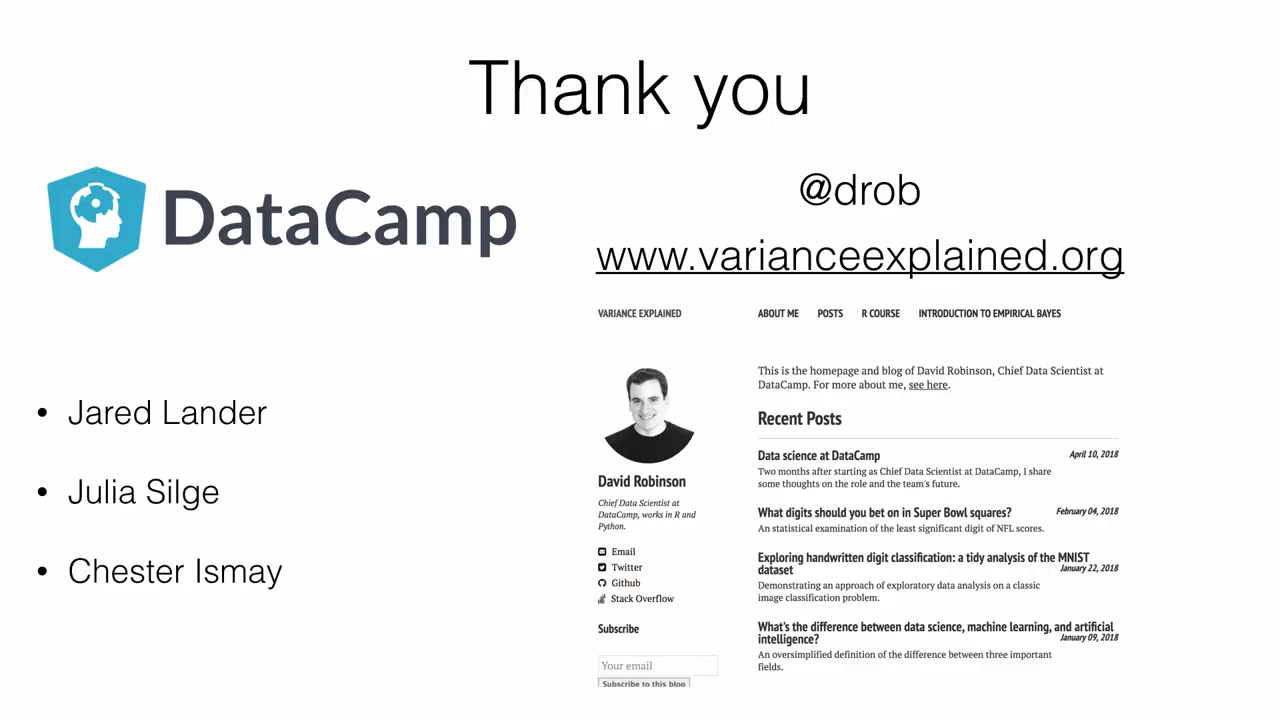 Thank you
DataCamp
@drob
www.varianceexplained.org
• Jared Lander
• Julia Silge
• Chester Ismay
VARIANCE EXPLAINED
ABOUT ME POSTS R COURSE INTRODUCTION TO EMPIRICAL BAYES
David Robinson
Chief Data Scientist at
DataCamp, works in R and
Python.
Email
Twitter
Github
Stack Overflow
Subscribe
Your email
Subscribe to this blog
This is the homepage and blog of David Robinson, Chief Data Scientist at
DataCamp. For more about me, see here.
Recent Posts
Data science at DataCamp April 10, 2018
Two months after starting as Chief Data Scientist at DataCamp, I share
some thoughts on the role and the team's future.
What digits should you bet on in Super Bowl squares? February 04, 2018
An statistical examination of the least significant digit of NFL scores.
Exploring handwritten digit classification: a tidy analysis of the MNIST
dataset January 22, 2018
Demonstrating an approach of exploratory data analysis on a classic
image classification problem.
What's the difference between data science, machine learning, and artificial
intelligence? January 09, 2018
An oversimplified definition of the difference between three important
fields.